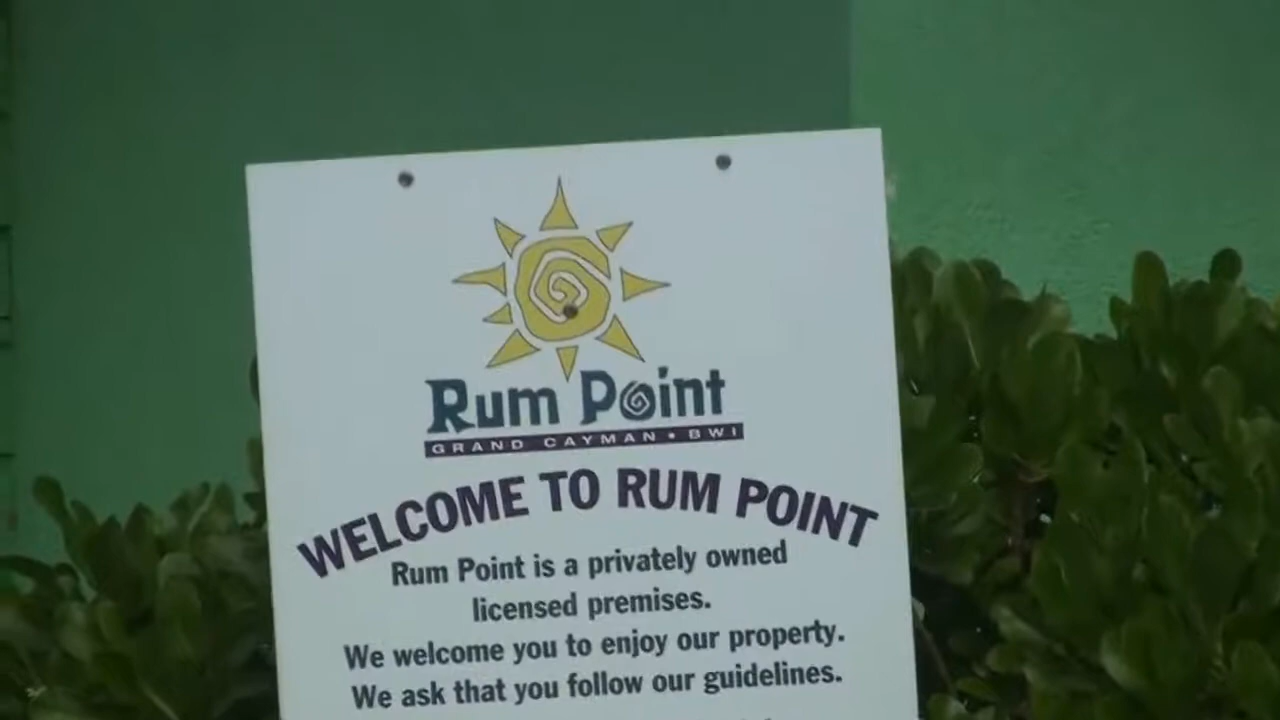 Rum Point
GRAND CAYMAN • BWI
WELCOME TO RUM POINT
Rum Point is a privately owned
licensed premises.
We welcome you to enjoy our property.
We ask that you follow our guidelines.